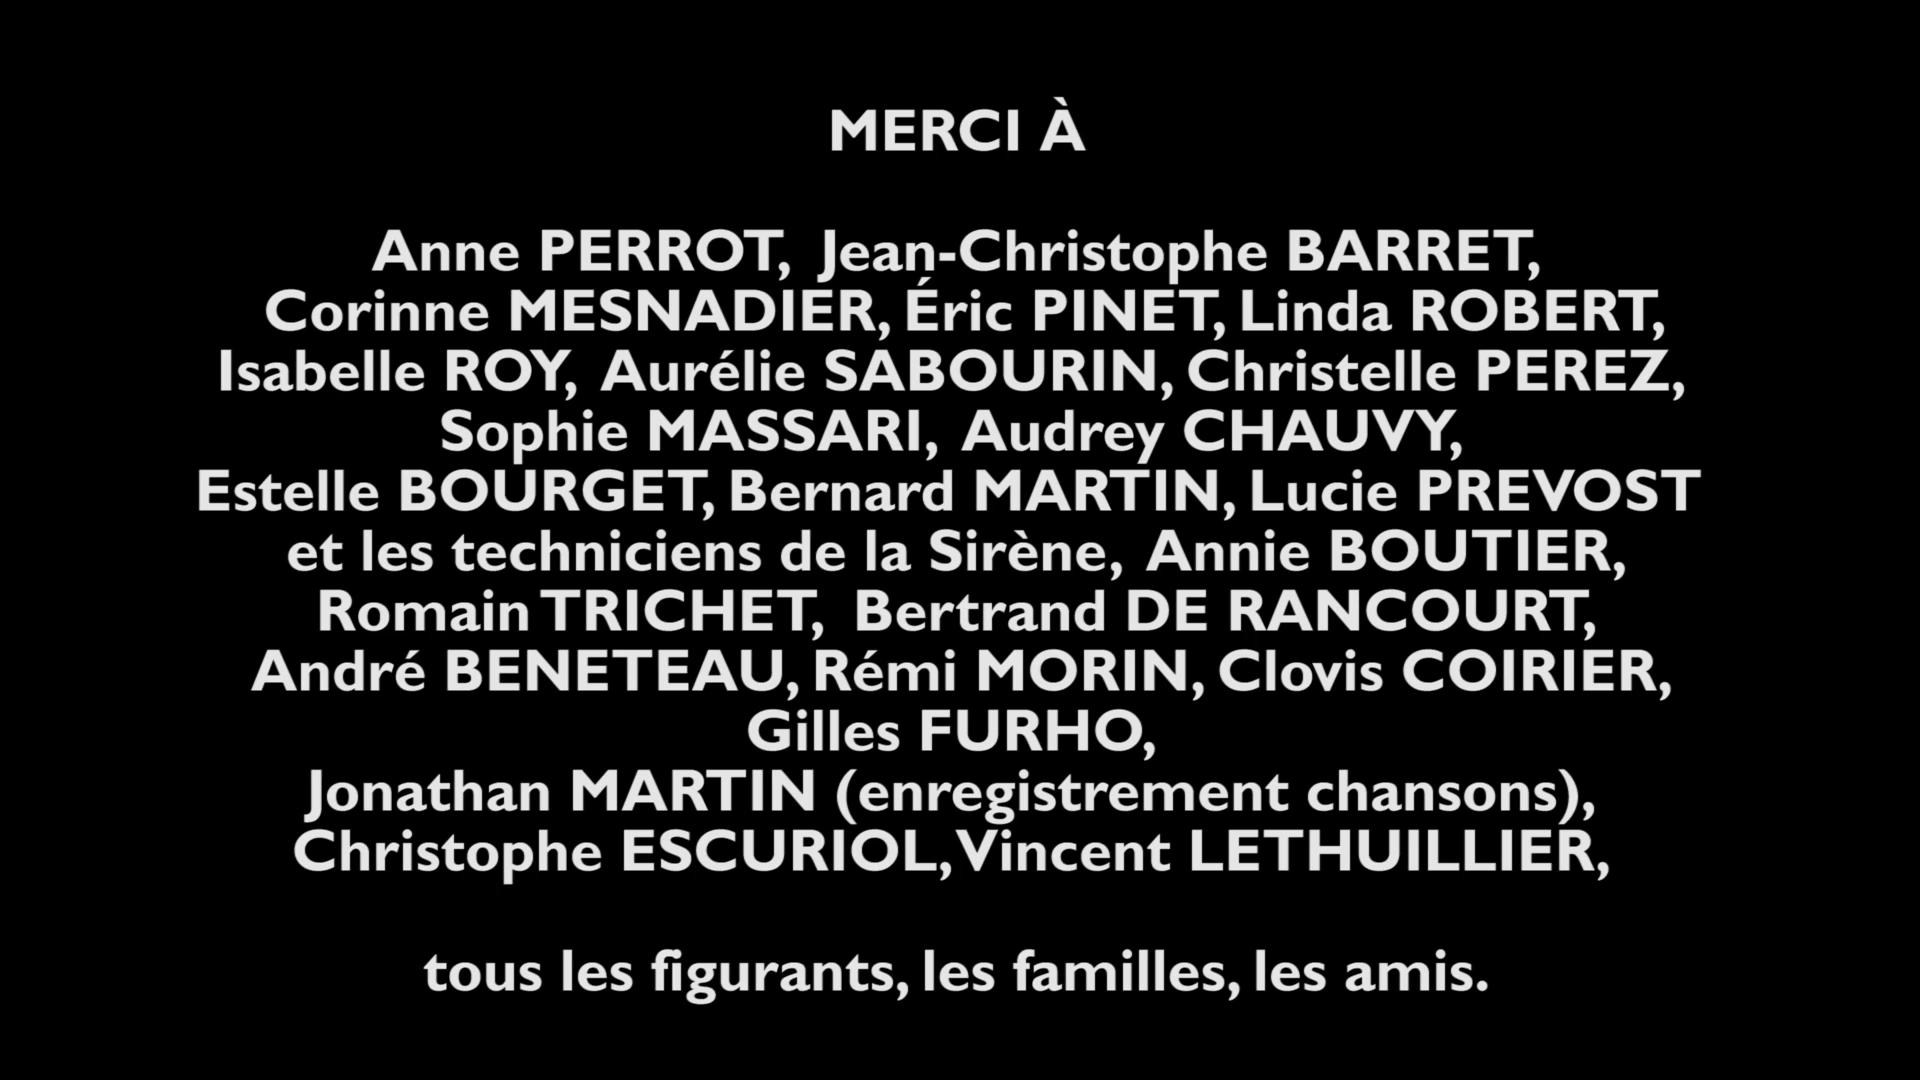 MERCI À
Anne PERROT, Jean-Christophe BARRET,
Corinne MESNADIER, Éric PINET, Linda ROBERT,
Isabelle ROY, Aurélie SABOURIN, Christelle PEREZ,
Sophie MASSARI, Audrey CHAUVY,
Estelle BOURGET, Bernard MARTIN, Lucie PREVOST
et les techniciens de la Sirène, Annie BOUTIER,
Romain TRICHET, Bertrand DE RANCOURT,
André BENETEAU, Rémi MORIN, Clovis COIRIER,
Gilles FURHO,
Jonathan MARTIN (enregistrement chansons),
Christophe ESCURIOL, Vincent LETHUILLIER,
tous les figurants, les familles, les amis.